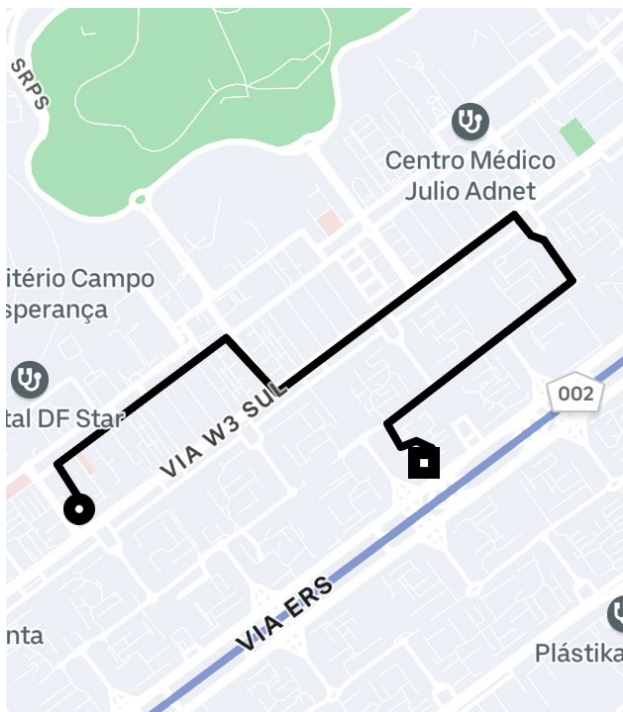 SRPS
Centro Médico
Julio Adnet
itério Campo
sperança
tal DF Star
VIA W3 SUL
002
VIA ERS
nta
Plástika